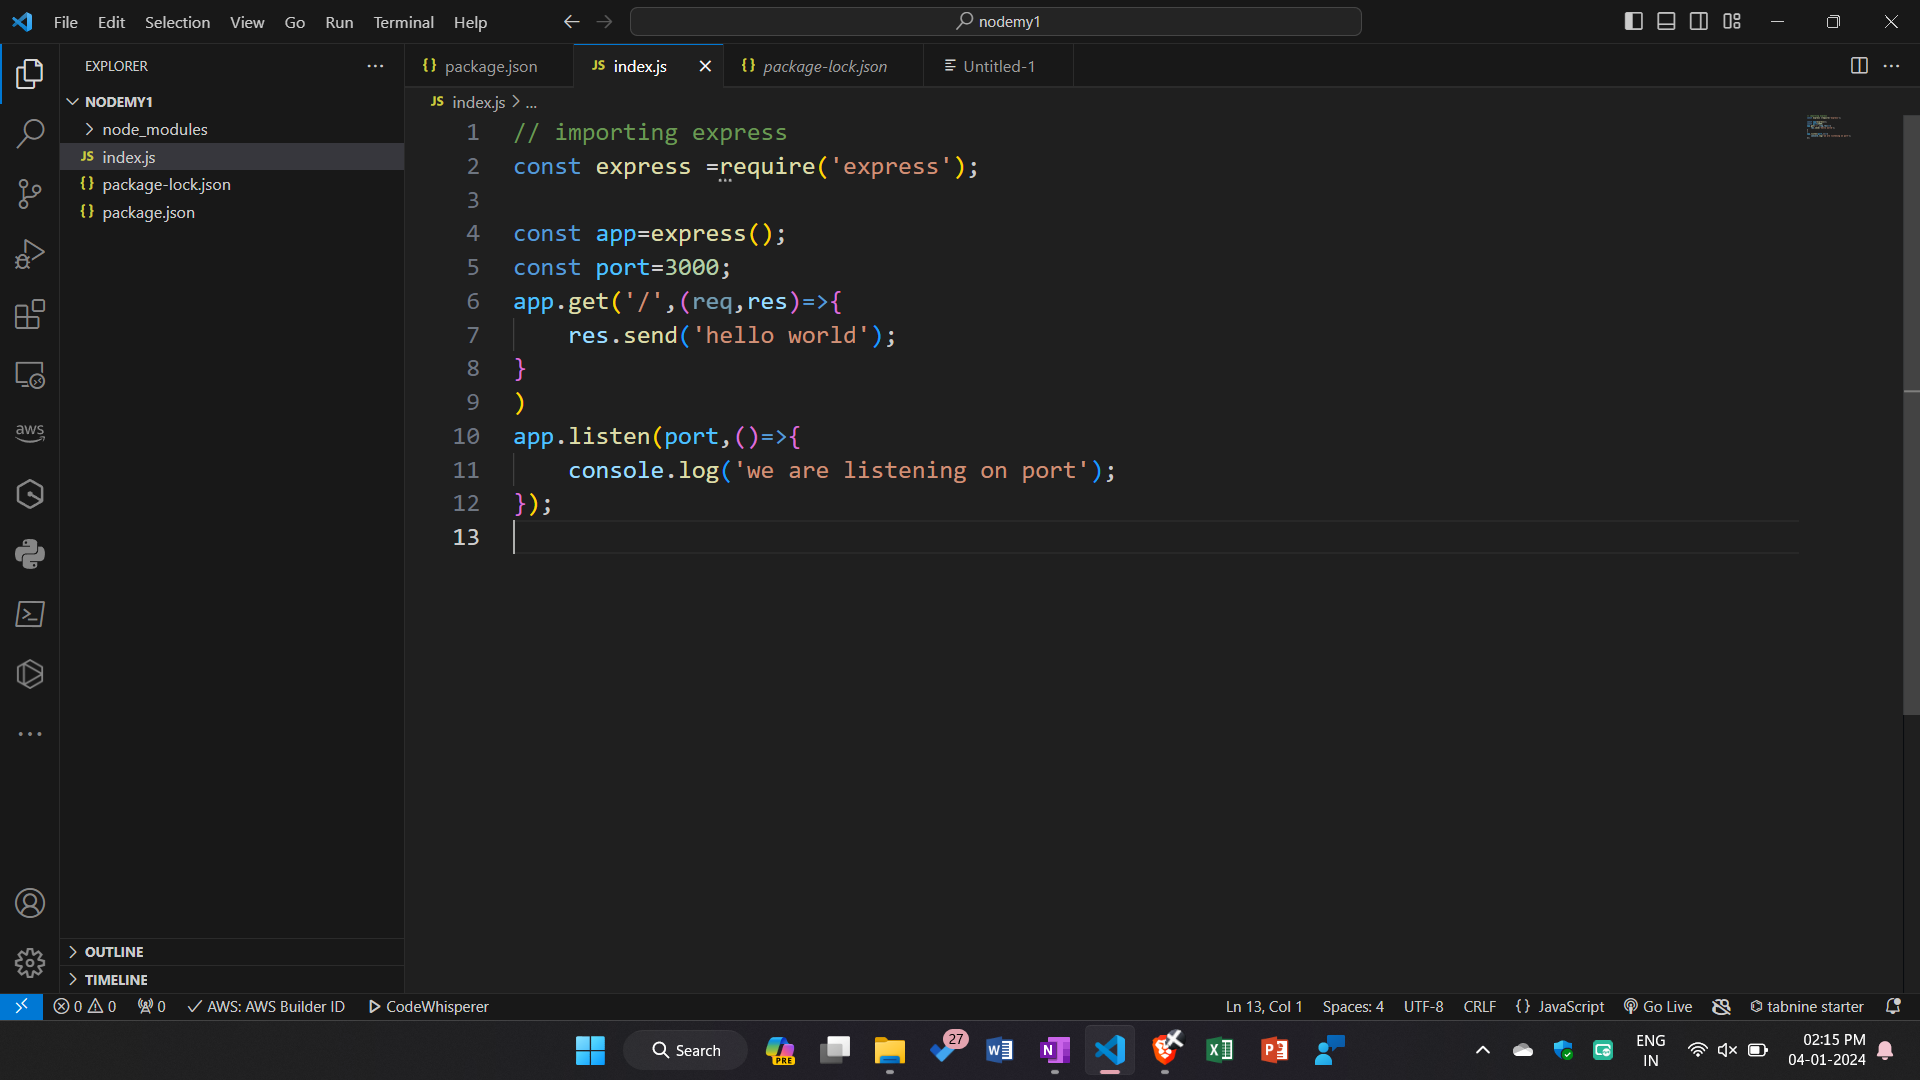 File Edit Selection View Go Run Terminal Help
nodemy1
EXPLORER
NODEMY1
node_modules
JS index.js
{} package-lock.json
{} package.json
OUTLINE
TIMELINE
{} package.json JS index.js {} package-lock.json Untitled-1
JS index.js > ...
1 // importing express
2 const express =require('express');
3
4 const app=express();
5 const port=3000;
6 app.get('/',(req,res)=>{
7 res.send('hello world');
8 }
9 )
10 app.listen(port,()=>{
11 console.log('we are listening on port');
12 });
13
aws
0 0 0 AWS: AWS Builder ID CodeWhisperer Ln 13, Col 1 Spaces: 4 UTF-8 CRLF {} JavaScript Go Live tabnine starter
Search PRE 27 W N X P ENG 02:15 PM
IN 04-01-2024